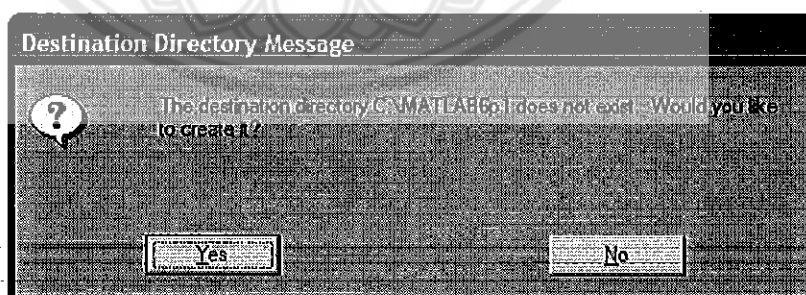 Destination Directory Message
The destination directory C:\MATLAB6p1 does not exist. Would you like
to create it?
Yes
No